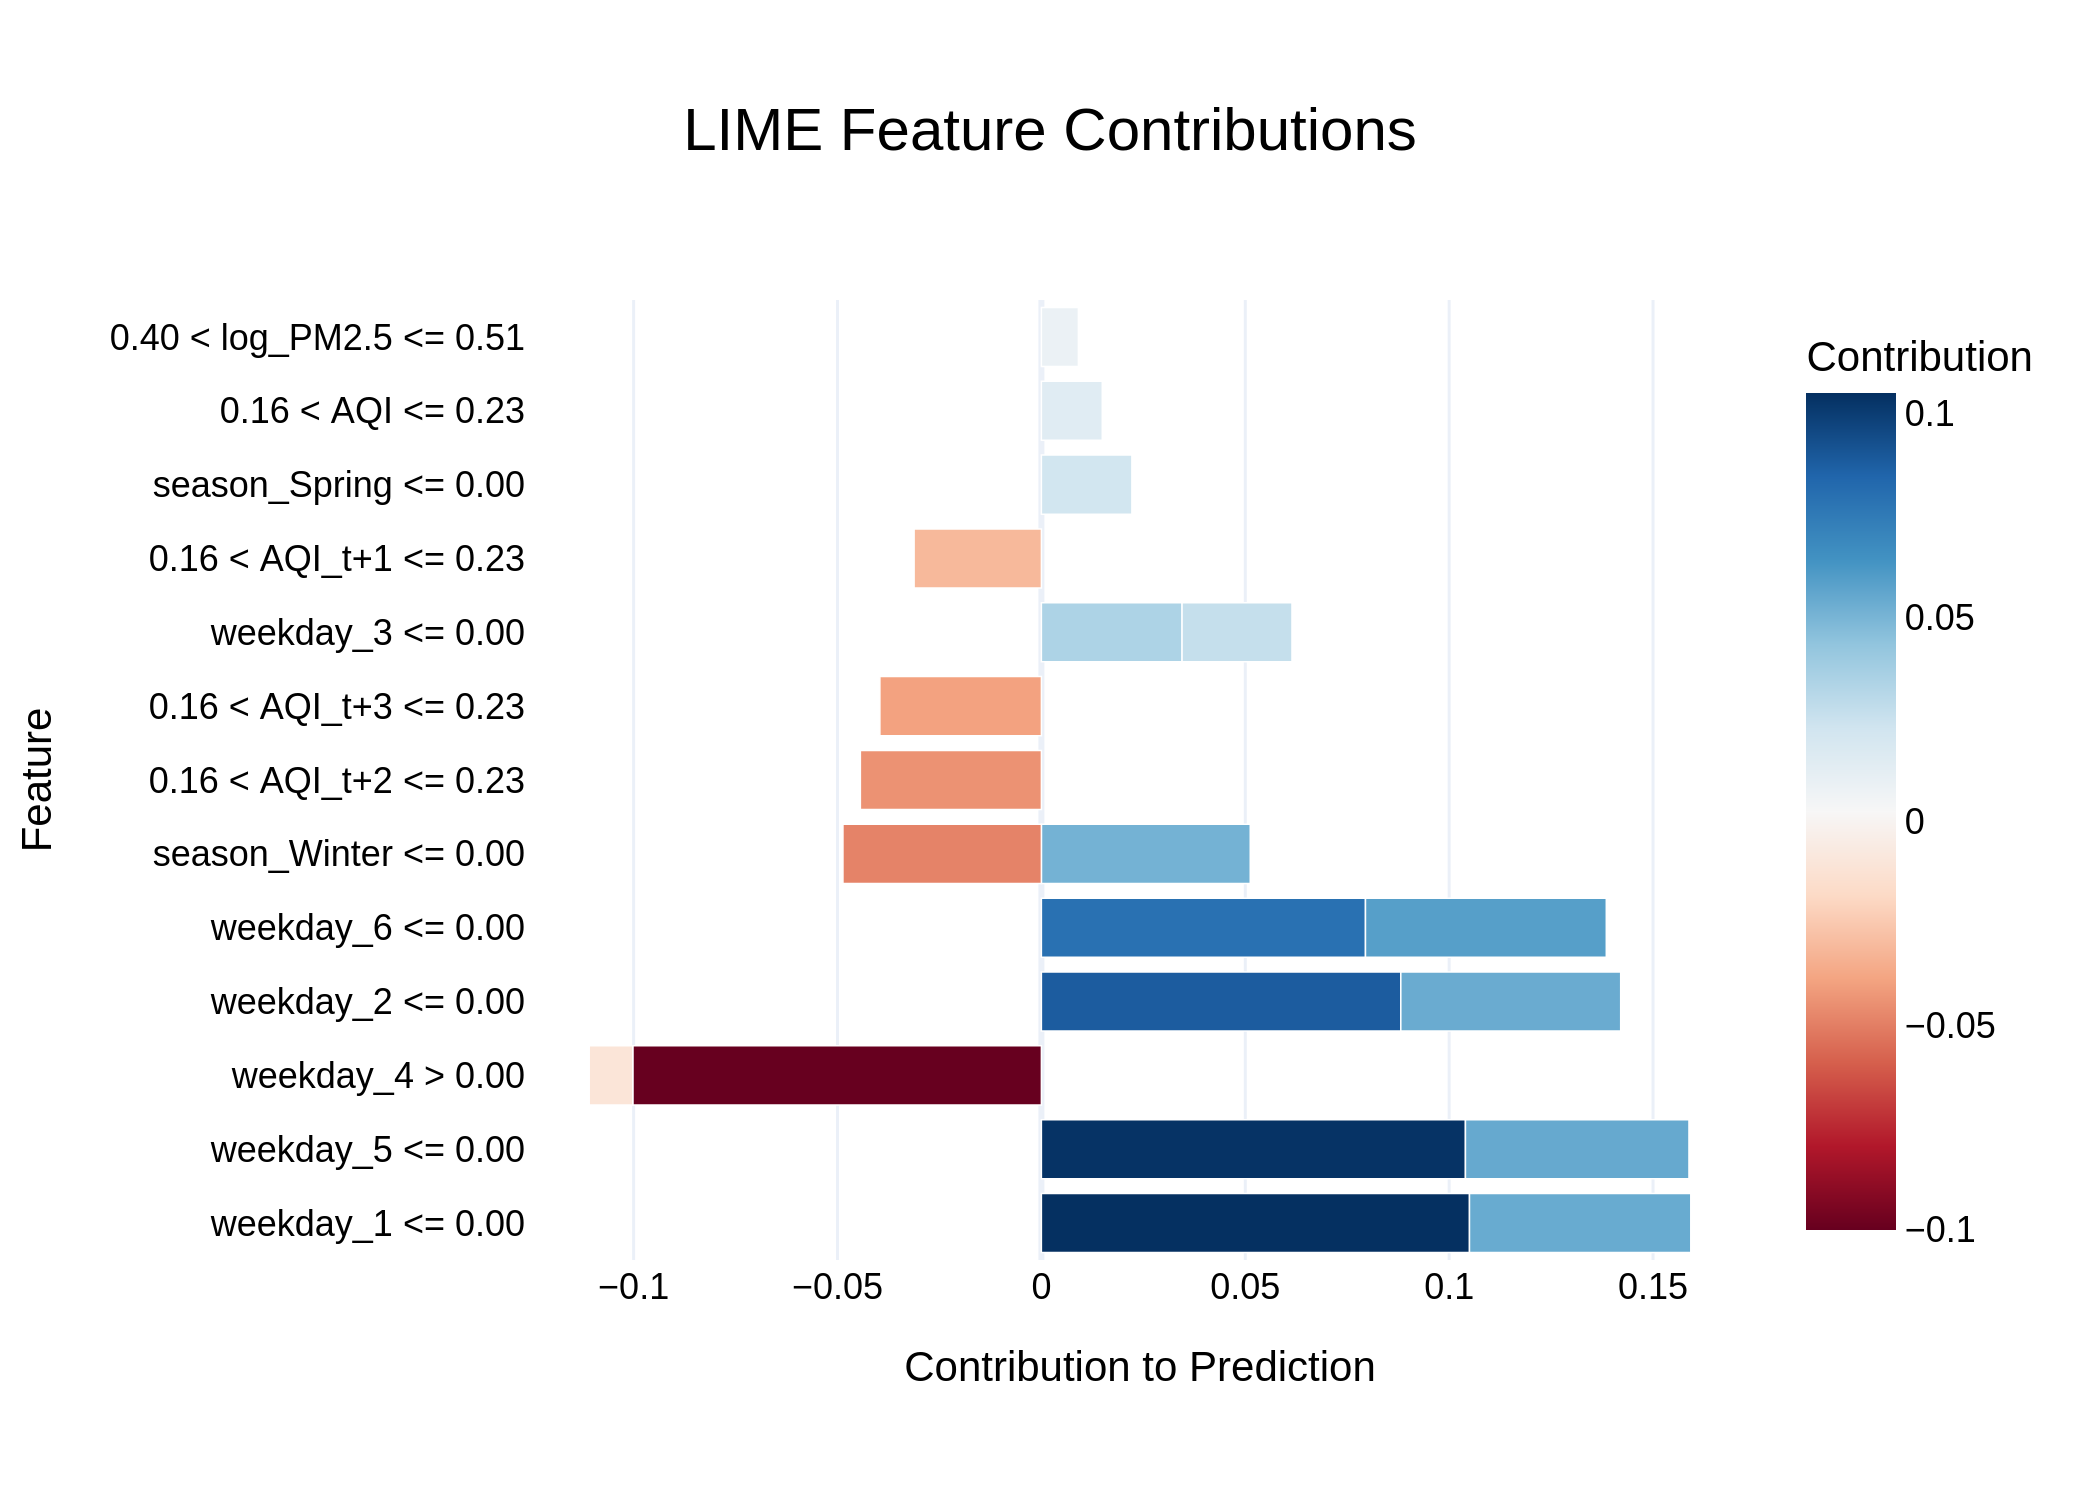 LIME Feature Contributions
0.40 < log_PM2.5 <= 0.51
0.16 < AQI <= 0.23
season_Spring <= 0.00
0.16 < AQI_t+1 <= 0.23
weekday_3 <= 0.00
0.16 < AQI_t+3 <= 0.23
0.16 < AQI_t+2 <= 0.23
season_Winter <= 0.00
weekday_6 <= 0.00
weekday_2 <= 0.00
weekday_4 > 0.00
weekday_5 <= 0.00
weekday_1 <= 0.00
Feature
−0.1
−0.05
0
0.05
0.1
0.15
Contribution to Prediction
Contribution
0.1
0.05
0
−0.05
−0.1